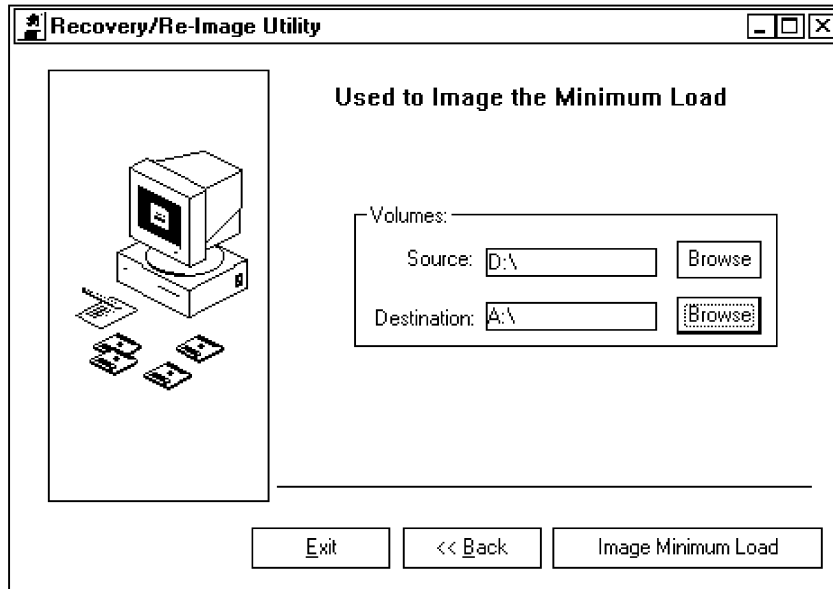 Recovery/Re-Image Utility
Used to Image the Minimum Load
Volumes:
Source: D:\ Browse
Destination: A:\ Browse
Exit << Back Image Minimum Load